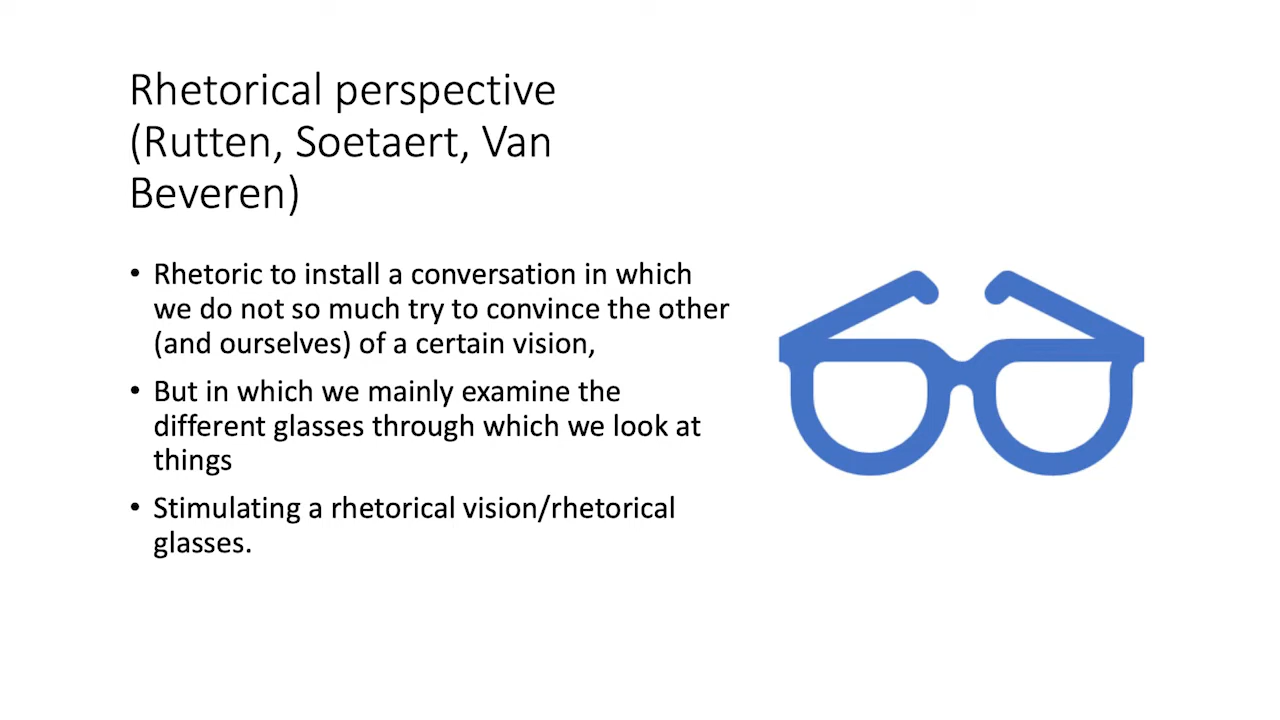 Rhetorical perspective
(Rutten, Soetaert, Van
Beveren)
• Rhetoric to install a conversation in which
we do not so much try to convince the other
(and ourselves) of a certain vision,
• But in which we mainly examine the
different glasses through which we look at
things
• Stimulating a rhetorical vision/rhetorical
glasses.